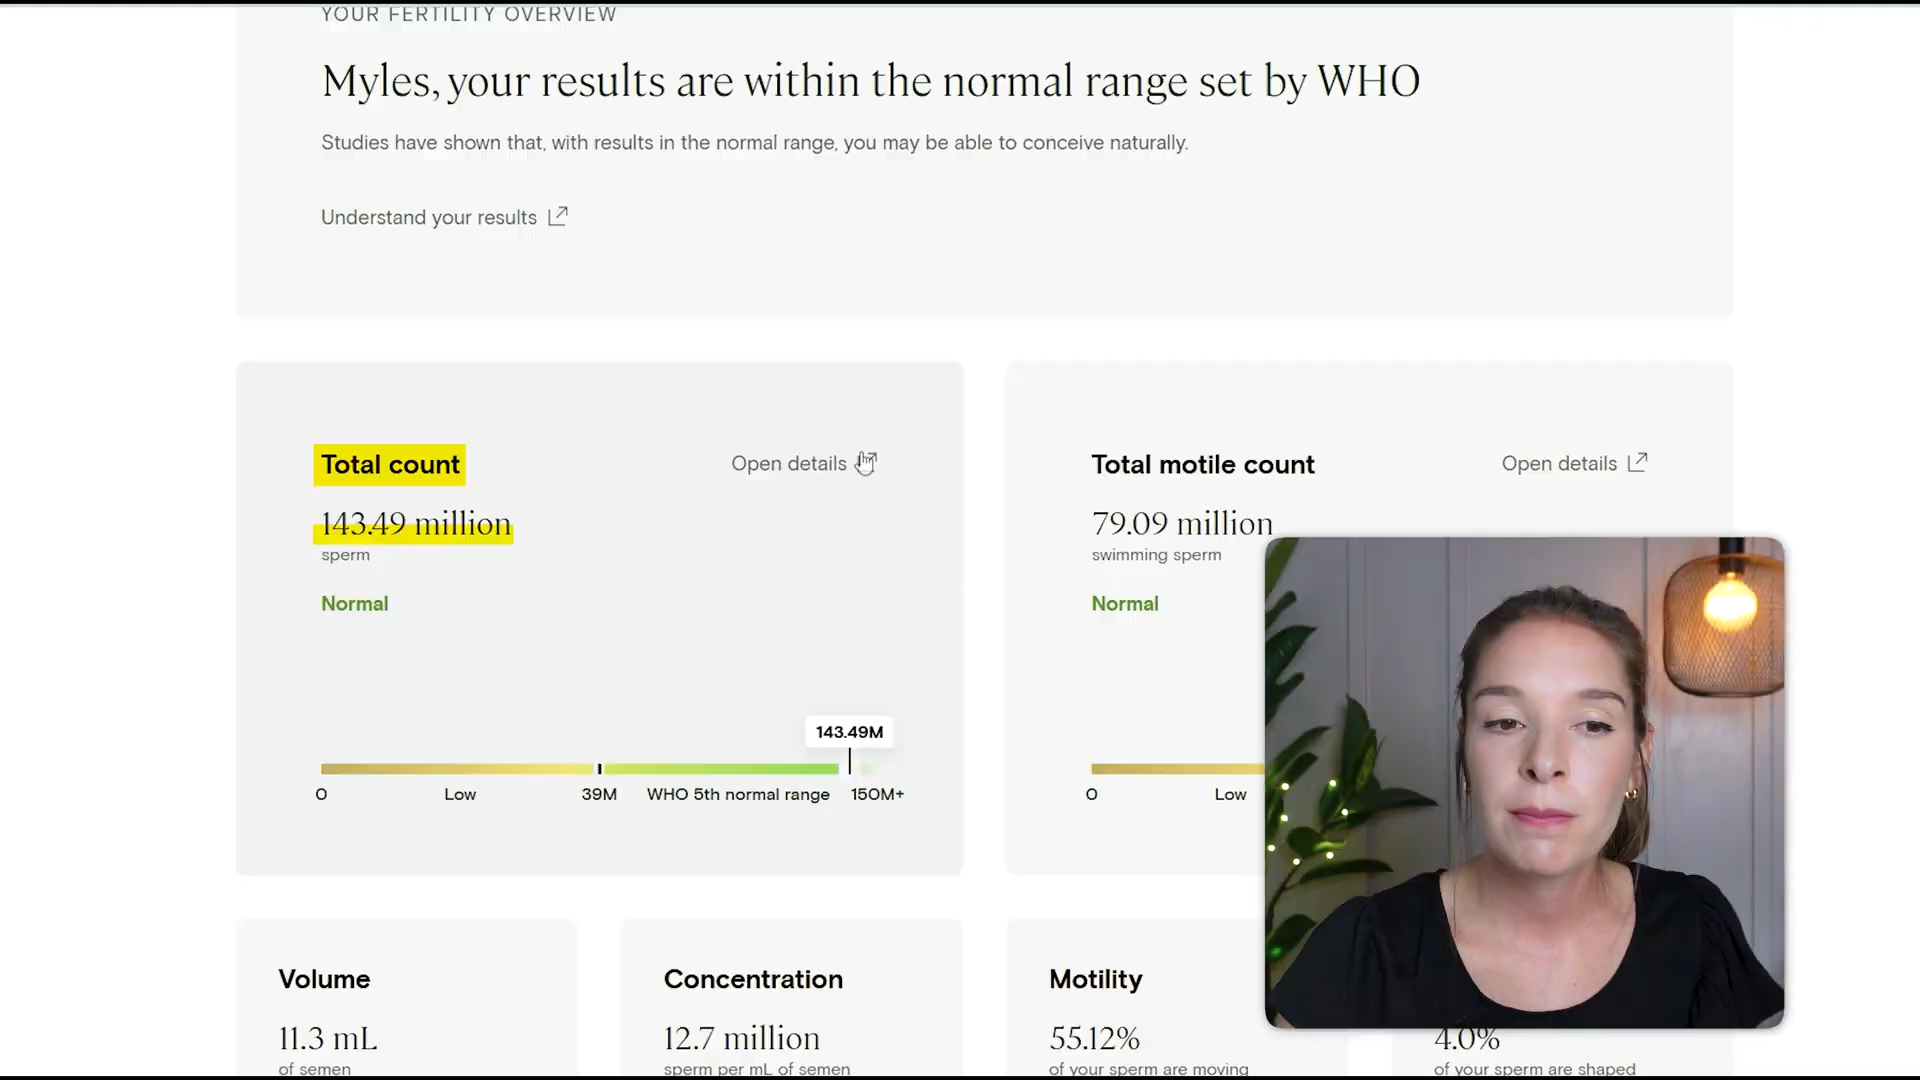 YOUR FERTILITY OVERVIEW
Myles, your results are within the normal range set by WHO
Studies have shown that, with results in the normal range, you may be able to conceive naturally.
Understand your results
Total count
Open details
143.49 million
sperm
Normal
143.49M
0
Low
39M
WHO 5th normal range
150M+
Total motile count
Open details
79.09 million
swimming sperm
Normal
0
Low
Volume
11.3 mL
of semen
Concentration
12.7 million
sperm per mL of semen
Motility
55.12%
of your sperm are moving
4.0%
of your sperm are shaped